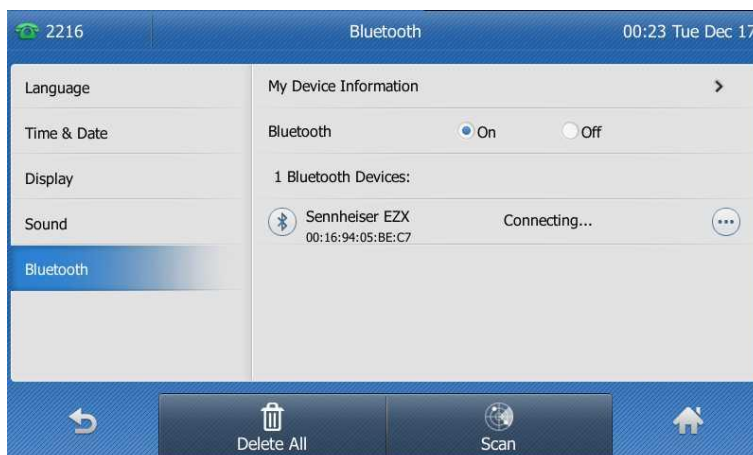 2216
Bluetooth
00:23 Tue Dec 17
Language
Time & Date
Display
Sound
Bluetooth
My Device Information
Bluetooth
On
Off
1 Bluetooth Devices:
Sennheiser EZX
Connecting...
00:16:94:05:BE:C7
Delete All
Scan